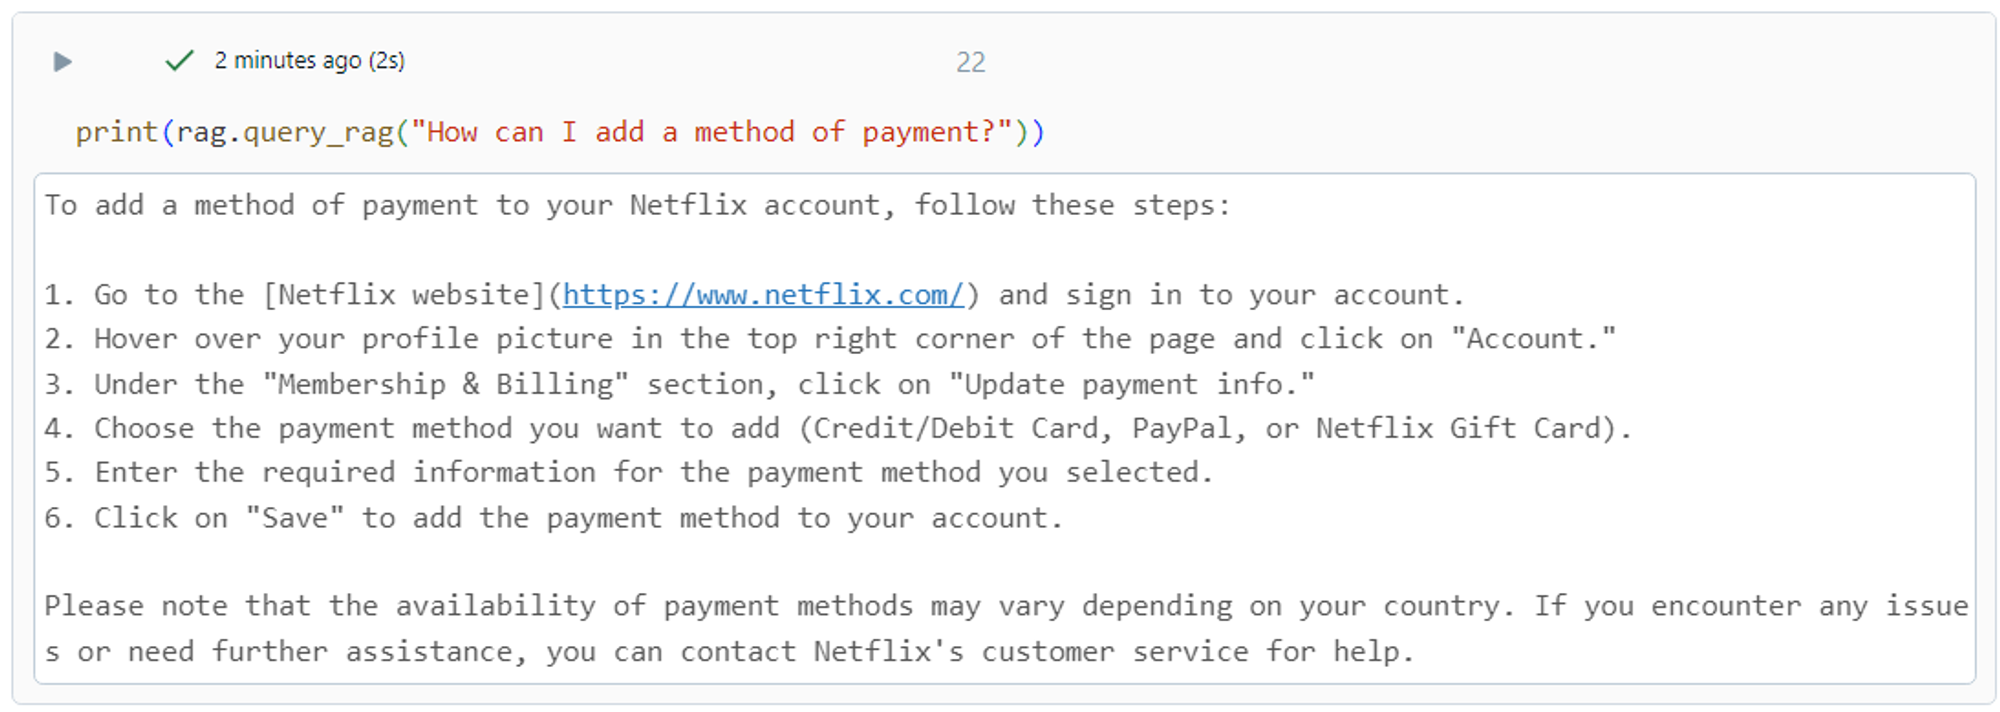 2 minutes ago (2s)
22
print(rag.query_rag("How can I add a method of payment?"))
To add a method of payment to your Netflix account, follow these steps:
1. Go to the [Netflix website](https://www.netflix.com/) and sign in to your account.
2. Hover over your profile picture in the top right corner of the page and click on "Account."
3. Under the "Membership & Billing" section, click on "Update payment info."
4. Choose the payment method you want to add (Credit/Debit Card, PayPal, or Netflix Gift Card).
5. Enter the required information for the payment method you selected.
6. Click on "Save" to add the payment method to your account.
Please note that the availability of payment methods may vary depending on your country. If you encounter any issue
s or need further assistance, you can contact Netflix's customer service for help.